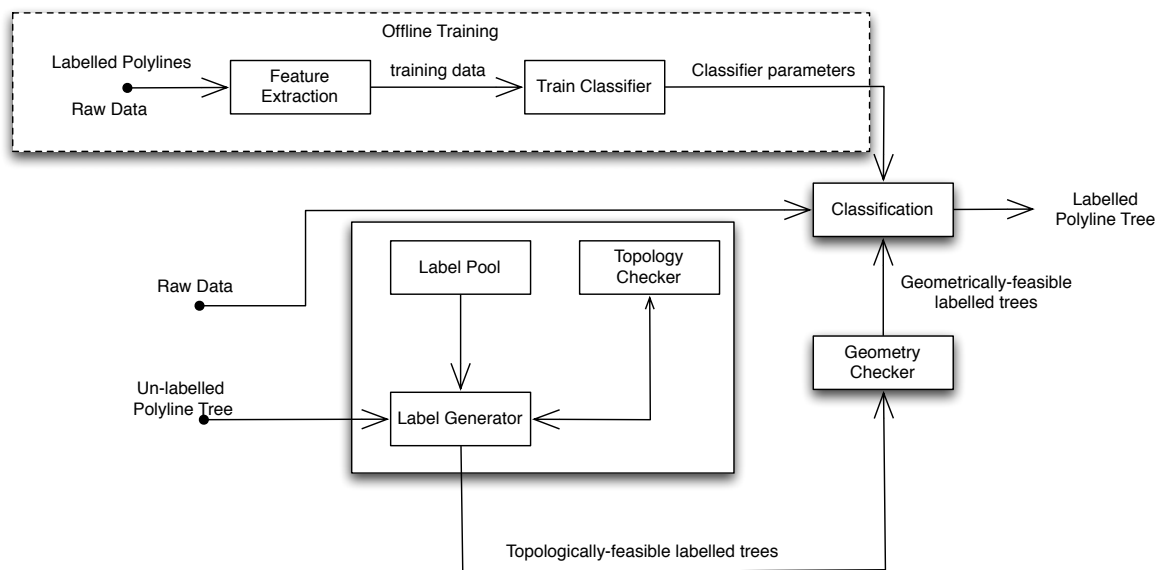 Offline Training
Labelled Polylines
Raw Data
Feature
Extraction
training data
Train Classifier
Classifier parameters
Classification
Labelled
Polyline Tree
Label Pool
Topology
Checker
Raw Data
Geometrically-feasible
labelled trees
Geometry
Checker
Un-labelled
Polyline Tree
Label Generator
Topologically-feasible labelled trees